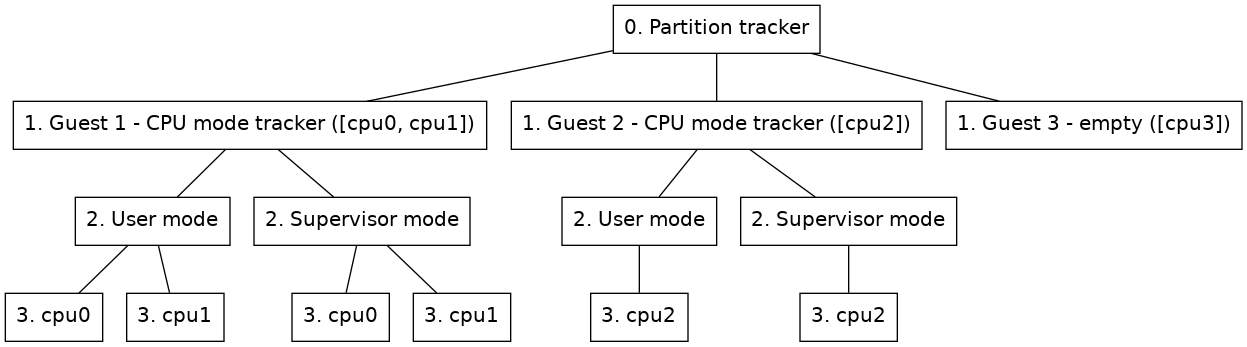 0. Partition tracker
1. Guest 1 - CPU mode tracker ([cpu0, cpu1])
1. Guest 2 - CPU mode tracker ([cpu2])
1. Guest 3 - empty ([cpu3])
2. User mode
2. Supervisor mode
2. User mode
2. Supervisor mode
3. cpu0
3. cpu1
3. cpu0
3. cpu1
3. cpu2
3. cpu2